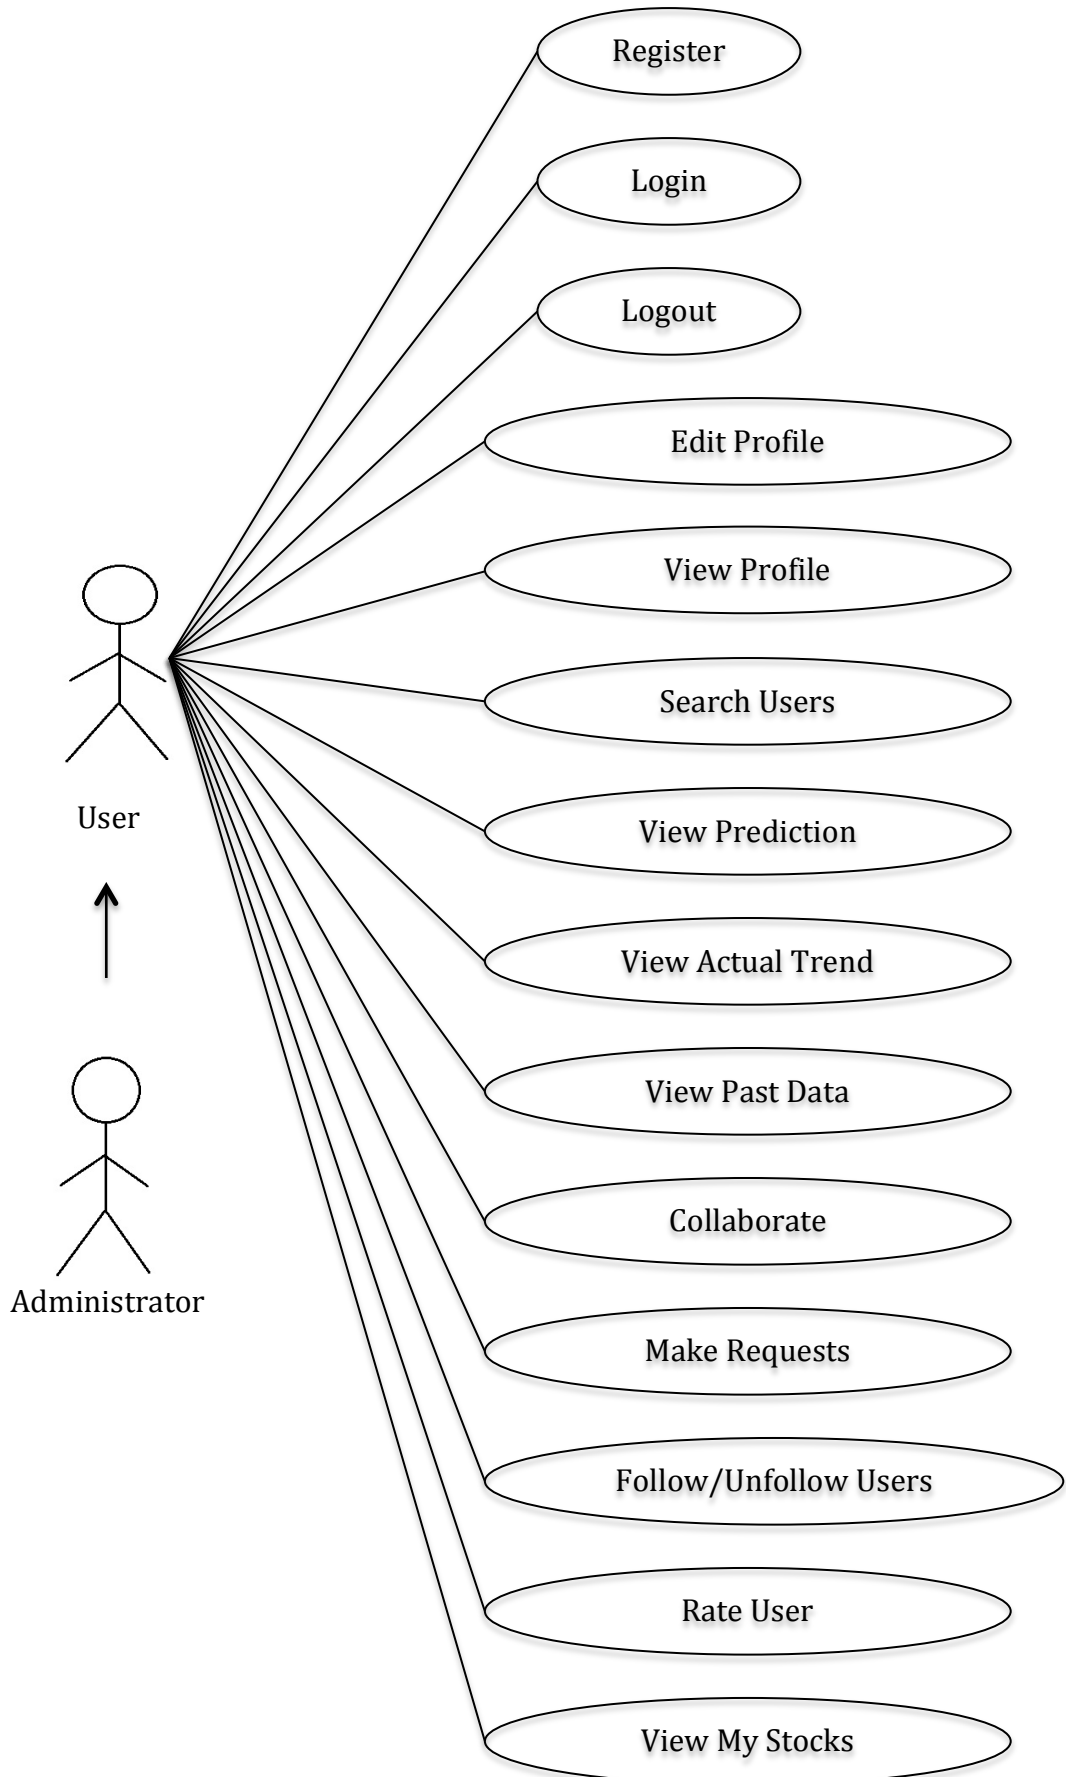 Register
Login
Logout
Edit Profile
View Profile
Search Users
User
View Prediction
View Actual Trend
View Past Data
Collaborate
Administrator
Make Requests
Follow/Unfollow Users
Rate User
View My Stocks